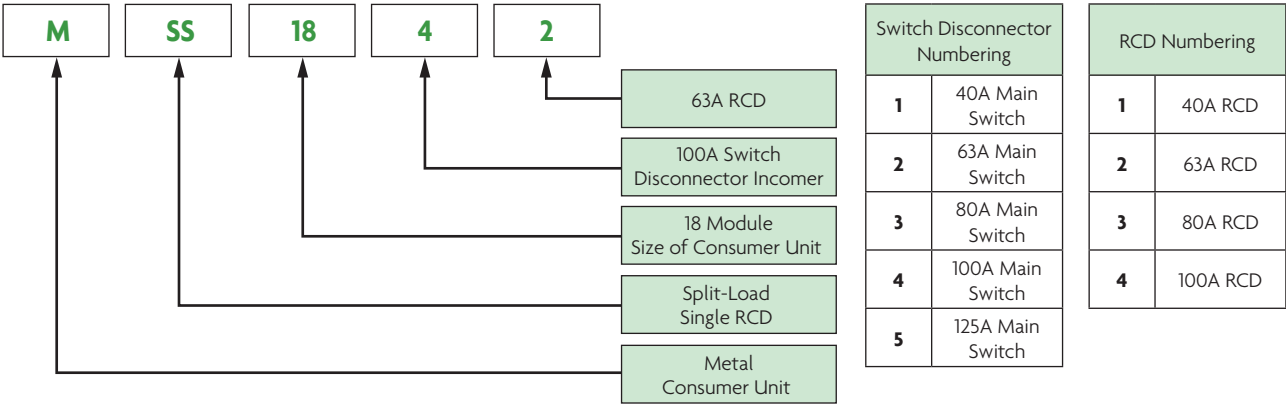 M SS 18 4 2
63A RCD
100A Switch
Disconnector Incomer
18 Module
Size of Consumer Unit
Split-Load
Single RCD
Metal
Consumer Unit
Switch Disconnector
Numbering
1 40A Main
Switch
2 63A Main
Switch
3 80A Main
Switch
4 100A Main
Switch
5 125A Main
Switch
RCD Numbering
1 40A RCD
2 63A RCD
3 80A RCD
4 100A RCD